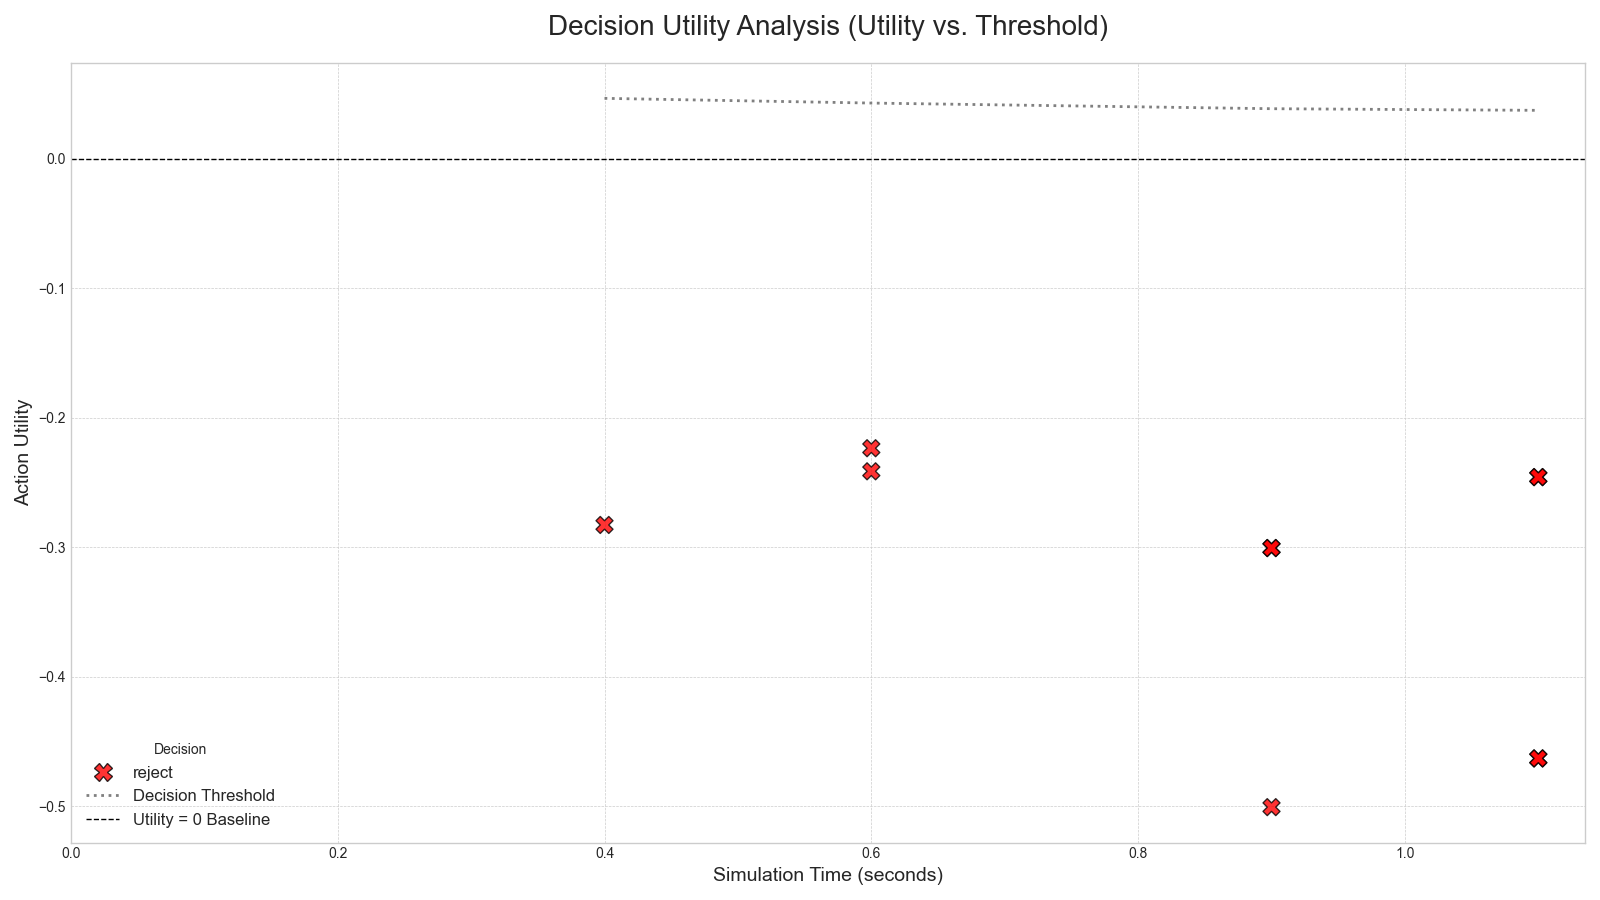 Decision Utility Analysis (Utility vs. Threshold)
Action Utility
0.0
−0.1
−0.2
−0.3
−0.4
−0.5
Decision
reject
Decision Threshold
Utility = 0 Baseline
0.0 0.2 0.4 0.6 0.8 1.0
Simulation Time (seconds)